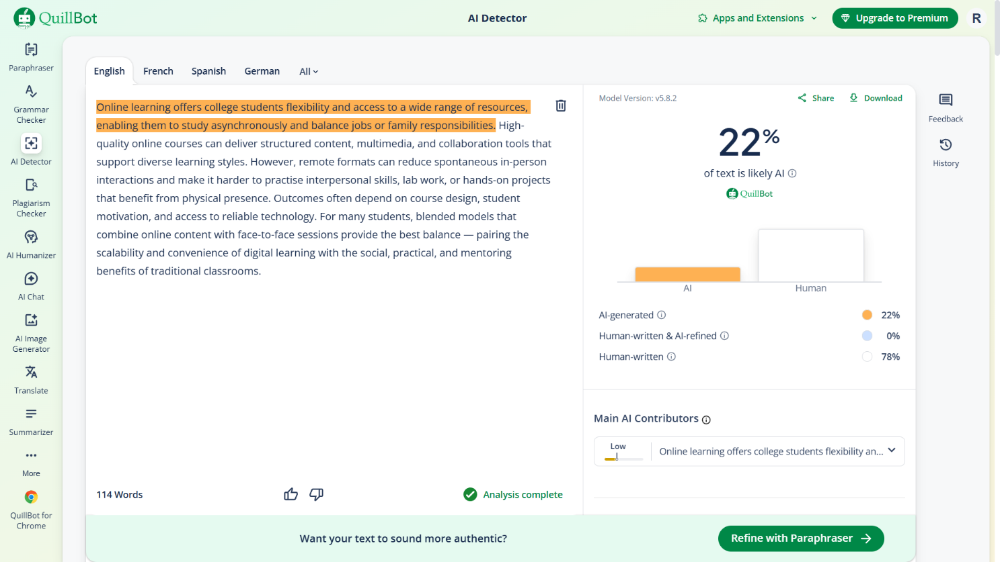 QuillBot
AI Detector
Apps and Extensions
Upgrade to Premium
R
Paraphraser
Grammar
Checker
AI Detector
Plagiarism
Checker
AI Humanizer
AI Chat
AI Image
Generator
Translate
Summarizer
More
QuillBot for
Chrome
English French Spanish German All
Online learning offers college students flexibility and access to a wide range of resources,
enabling them to study asynchronously and balance jobs or family responsibilities. High-
quality online courses can deliver structured content, multimedia, and collaboration tools that
support diverse learning styles. However, remote formats can reduce spontaneous in-person
interactions and make it harder to practise interpersonal skills, lab work, or hands-on projects
that benefit from physical presence. Outcomes often depend on course design, student
motivation, and access to reliable technology. For many students, blended models that
combine online content with face-to-face sessions provide the best balance — pairing the
scalability and convenience of digital learning with the social, practical, and mentoring
benefits of traditional classrooms.
114 Words
Analysis complete
Model Version: v5.8.2
Share
Download
22%
of text is likely AI
QuillBot
AI
Human
AI-generated 22%
Human-written & AI-refined 0%
Human-written 78%
Main AI Contributors
Low
Online learning offers college students flexibility an...
Feedback
History
Want your text to sound more authentic?
Refine with Paraphraser